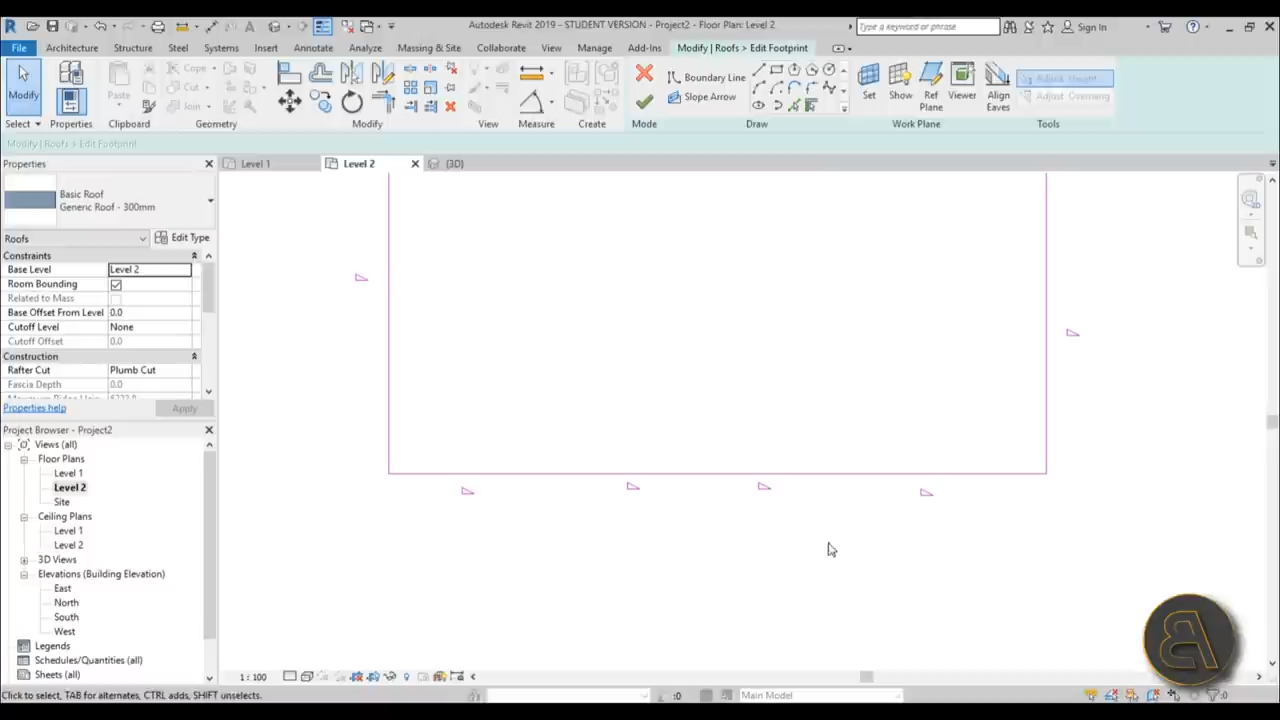 Autodesk Revit 2019 - STUDENT VERSION - Project2 - Floor Plan: Level 2
Type a keyword or phrase
Sign In
File Architecture Structure Steel Systems Insert Annotate Analyze Massing & Site Collaborate View Manage Add-Ins Modify | Roofs > Edit Footprint
Modify
Select
Properties
Paste
Clipboard
Cope
Cut
Join
Geometry
Modify
View
Measure
Create
Mode
Boundary Line
Slope Arrow
Draw
Set
Show
Ref Plane
Viewer
Work Plane
Align Eaves
Adjust Height
Adjust Overhang
Tools
Modify | Roofs > Edit Footprint
Properties
Level 1
Level 2
{3D}
Basic Roof
Generic Roof - 300mm
Roofs
Edit Type
Constraints
Base Level Level 2
Room Bounding
Related to Mass
Base Offset From Level 0.0
Cutoff Level None
Cutoff Offset 0.0
Construction
Rafter Cut Plumb Cut
Fascia Depth 0.0
Properties help
Apply
Project Browser - Project2
Views (all)
Floor Plans
Level 1
Level 2
Site
Ceiling Plans
Level 1
Level 2
3D Views
Elevations (Building Elevation)
East
North
South
West
Legends
Schedules/Quantities (all)
Sheets (all)
1 : 100
Click to select, TAB for alternates, CTRL adds, SHIFT unselects.
:0
Main Model
:0